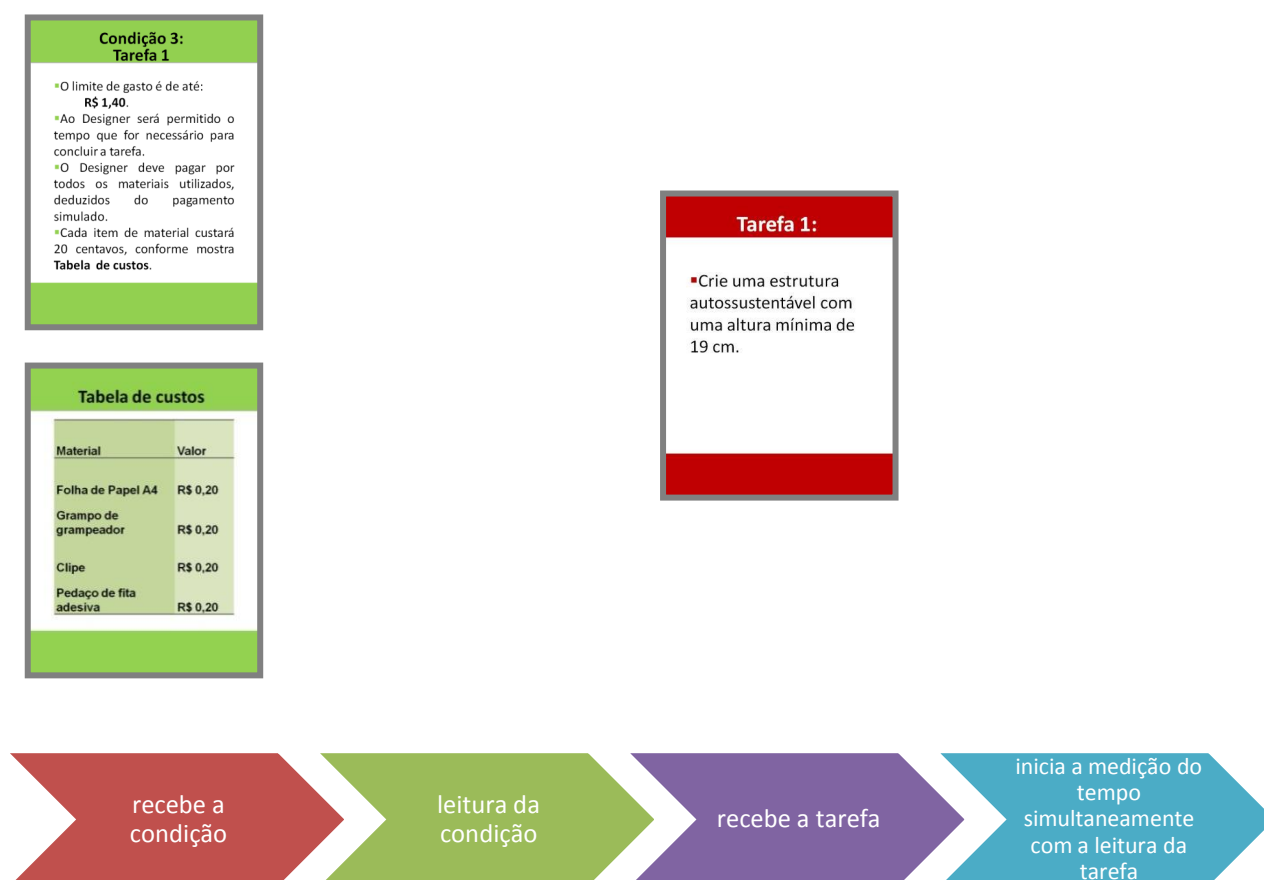 Condição 3:
Tarefa 1
▪O limite de gasto é de até:
R$ 1,40.
▪Ao Designer será permitido o
tempo que for necessário para
concluir a tarefa.
▪O Designer deve pagar por
todos os materiais utilizados,
deduzidos do pagamento
simulado.
▪Cada item de material custará
20 centavos, conforme mostra
Tabela de custos.
Tabela de custos
Material Valor
Folha de Papel A4 R$ 0,20
Grampo de
grampeador R$ 0,20
Clipe R$ 0,20
Pedaço de fita
adesiva R$ 0,20
Tarefa 1:
▪Crie uma estrutura
autossustentável com
uma altura mínima de
19 cm.
recebe a
condição
leitura da
condição
recebe a tarefa
inicia a medição do
tempo
simultaneamente
com a leitura da
tarefa